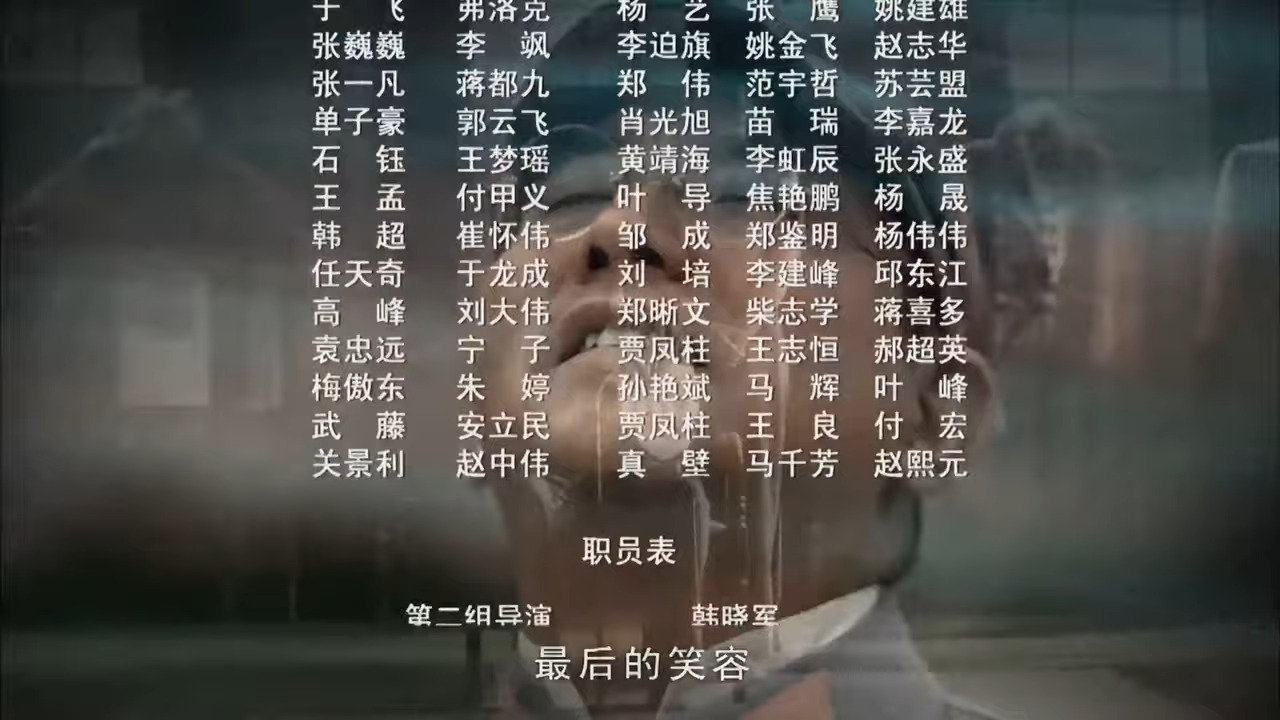 于 飞 弗洛克 杨 艺 张 鹰 姚建雄
张巍巍 李 飒 李迫旗 姚金飞 赵志华
张一凡 蒋都九 郑 伟 范宇哲 苏芸盟
单子豪 郭云飞 肖光旭 苗 瑞 李嘉龙
石 钰 王梦瑶 黄靖海 李虹辰 张永盛
王 孟 付甲义 叶 导 焦艳鹏 杨 晟
韩 超 崔怀伟 邹 成 郑鉴明 杨伟伟
任天奇 于龙成 刘 培 李建峰 邱东江
高 峰 刘大伟 郑晰文 柴志学 蒋喜多
袁忠远 宁 子 贾凤柱 王志恒 郝超英
梅傲东 朱 婷 孙艳斌 马 辉 叶 峰
武 藤 安立民 贾凤柱 王 良 付 宏
关景利 赵中伟 真 壁 马千芳 赵熙元
职员表
第二组导演 韩晓军
最后的笑容